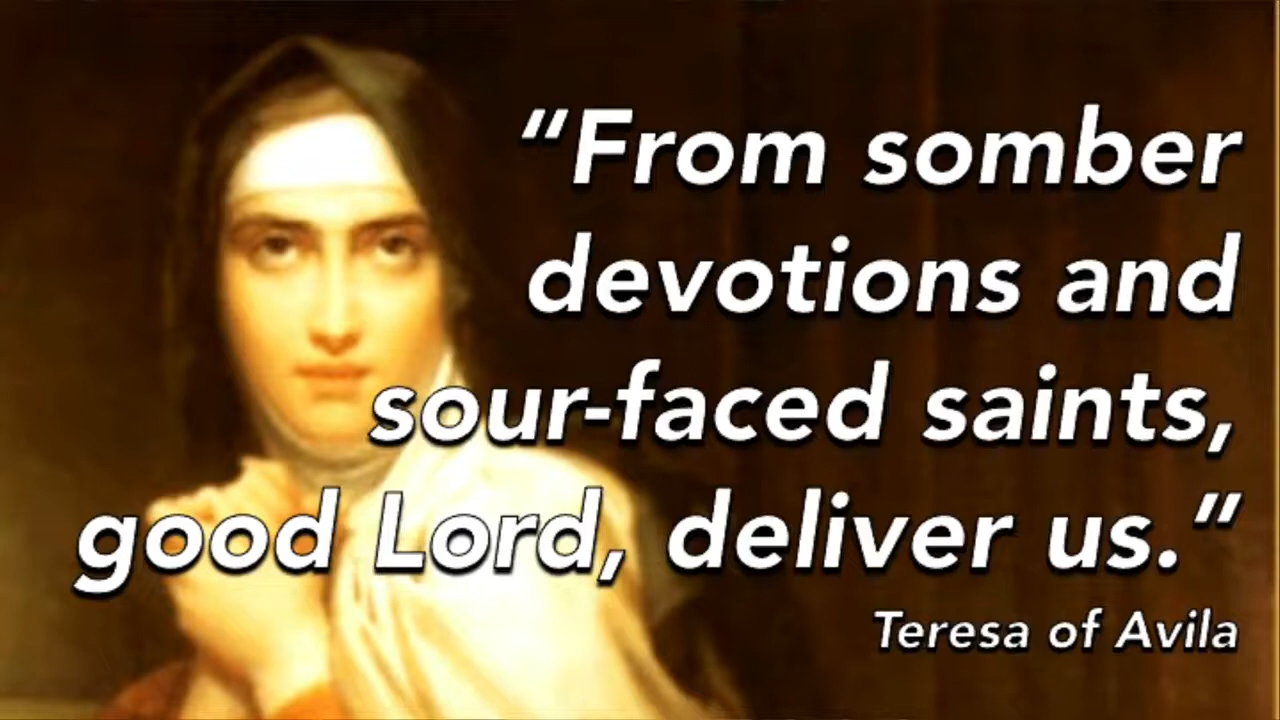 “From somber
devotions and
sour-faced saints,
good Lord, deliver us.”
Teresa of Avila